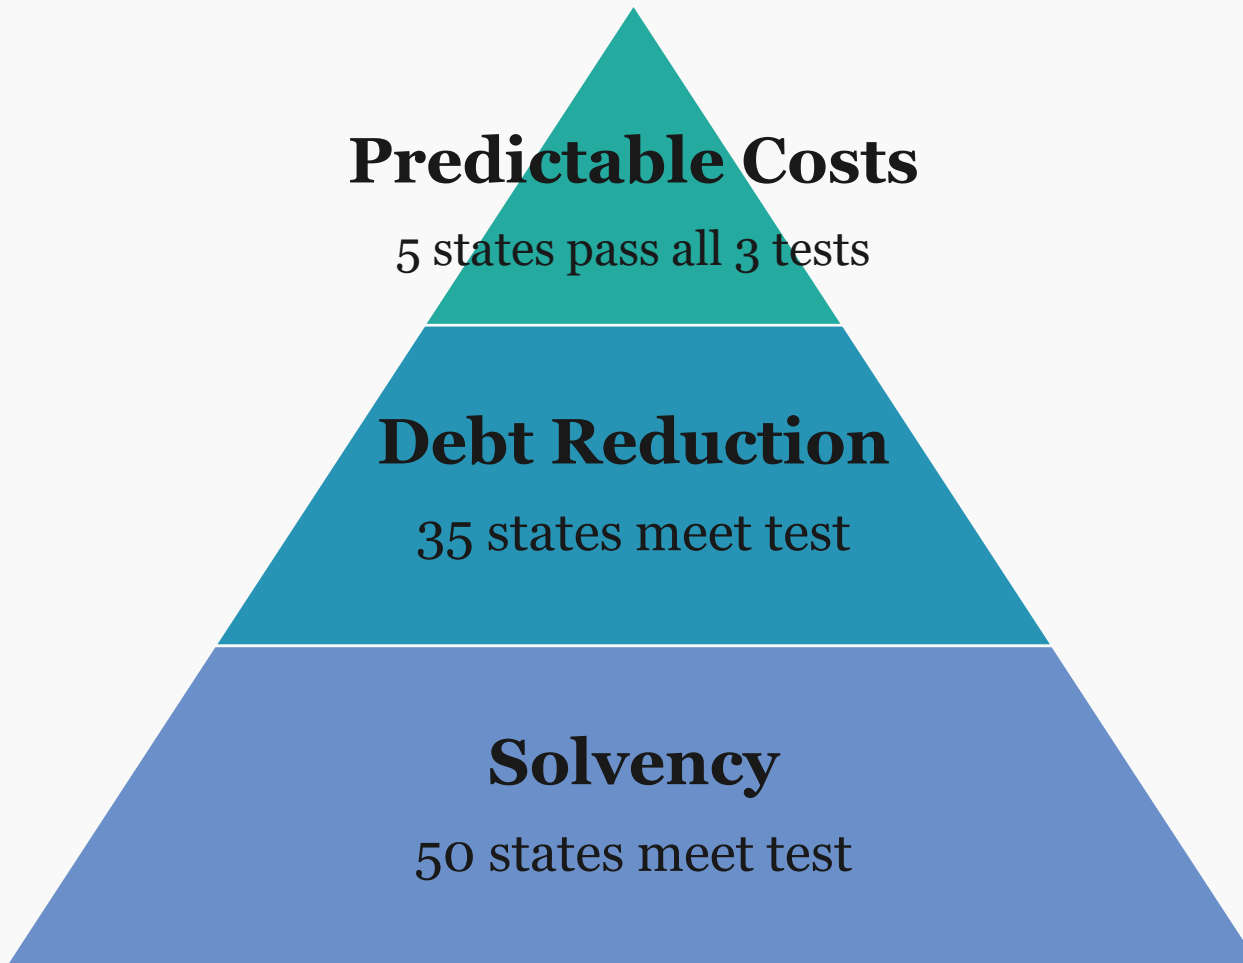 Predictable Costs
5 states pass all 3 tests
Debt Reduction
35 states meet test
Solvency
50 states meet test